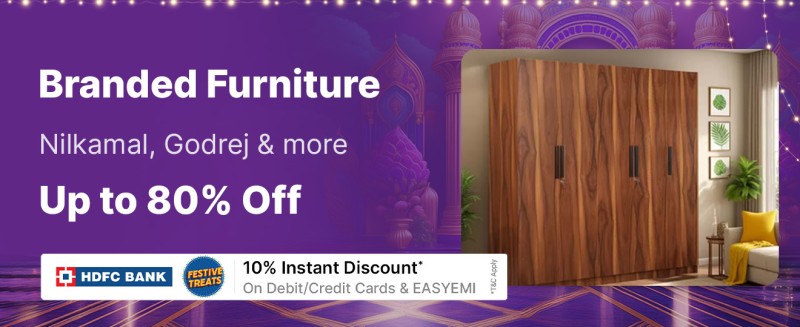 Branded Furniture
Nilkamal, Godrej & more
Up to 80% Off
HDFC BANK
FESTIVE
TREATS
10% Instant Discount*
On Debit/Credit Cards & EASYEMI
*T&C Apply